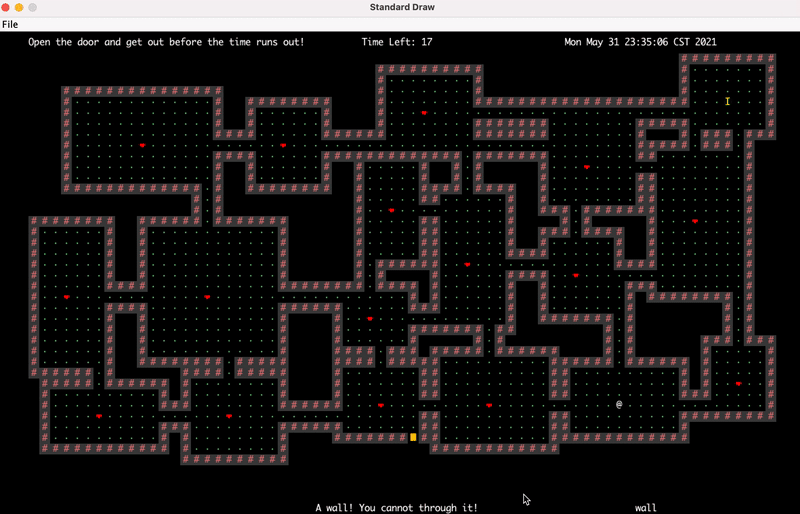 Standard Draw
File
Open the door and get out before the time runs out! Time Left: 17 Mon May 31 23:35:06 CST 2021
I
@
A wall! You cannot through it! wall